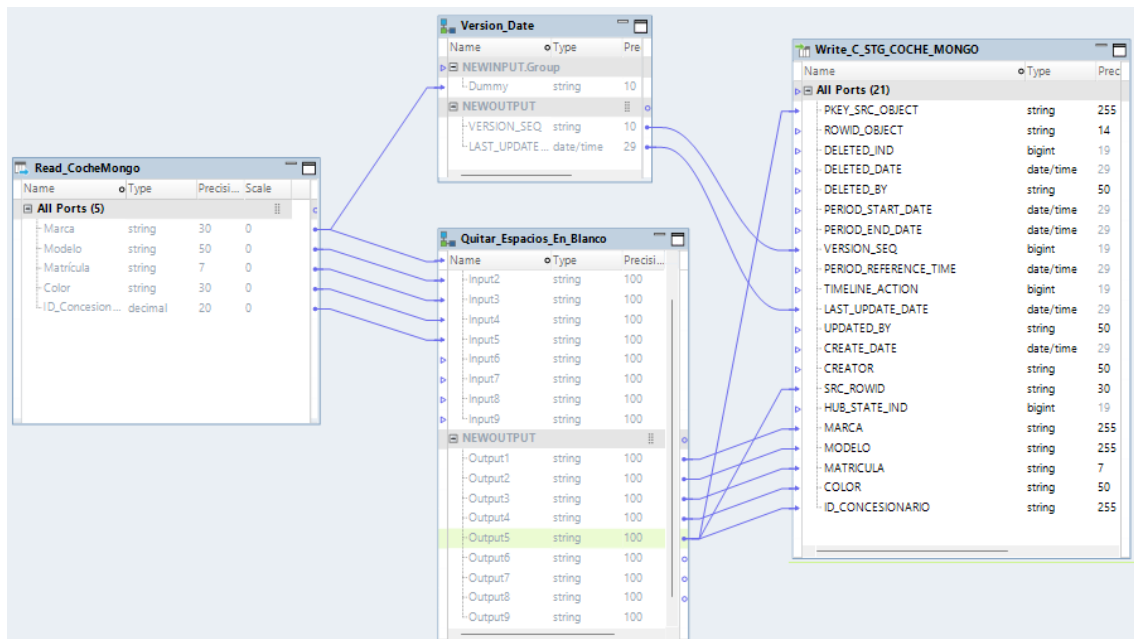 Read_CocheMongo
Name Type Precisi... Scale
All Ports (5)
Marca string 30 0
Modelo string 50 0
Matrícula string 7 0
Color string 30 0
ID_Concesion... decimal 20 0
Version_Date
Name Type Pre
NEWINPUT.Group
Dummy string 10
NEWOUTPUT
VERSION_SEQ string 10
LAST_UPDATE... date/time 29
Quitar_Espacios_En_Blanco
Name Type Precisi...
Input2 string 100
Input3 string 100
Input4 string 100
Input5 string 100
Input6 string 100
Input7 string 100
Input8 string 100
Input9 string 100
NEWOUTPUT
Output1 string 100
Output2 string 100
Output3 string 100
Output4 string 100
Output5 string 100
Output6 string 100
Output7 string 100
Output8 string 100
Output9 string 100
Write_C_STG_COCHE_MONGO
Name Type Prec
All Ports (21)
PKEY_SRC_OBJECT string 255
ROWID_OBJECT string 14
DELETED_IND bigint 19
DELETED_DATE date/time 29
DELETED_BY string 50
PERIOD_START_DATE date/time 29
PERIOD_END_DATE date/time 29
VERSION_SEQ bigint 19
PERIOD_REFERENCE_TIME date/time 29
TIMELINE_ACTION bigint 19
LAST_UPDATE_DATE date/time 29
UPDATED_BY string 50
CREATE_DATE date/time 29
CREATOR string 50
SRC_ROWID string 30
HUB_STATE_IND bigint 19
MARCA string 255
MODELO string 255
MATRICULA string 7
COLOR string 50
ID_CONCESIONARIO string 255